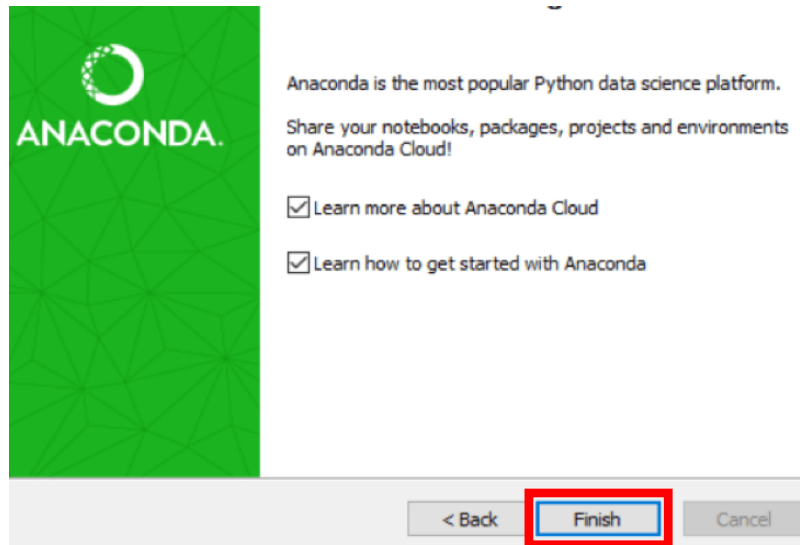 ANACONDA.
Anaconda is the most popular Python data science platform.
Share your notebooks, packages, projects and environments
on Anaconda Cloud!
Learn more about Anaconda Cloud
Learn how to get started with Anaconda
< Back
Finish
Cancel